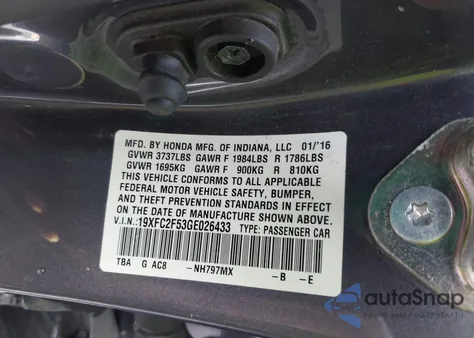 MFD. BY HONDA MFG. OF INDIANA, LLC 01/'16
GVWR 3737LBS GAWR F 1984LBS R 1786LBS
GVWR 1695KG GAWR F 900KG R 810KG
THIS VEHICLE CONFORMS TO ALL APPLICABLE
FEDERAL MOTOR VEHICLE SAFETY, BUMPER,
AND THEFT PREVENTION STANDARDS IN EFFECT
ON THE DATE OF MANUFACTURE SHOWN ABOVE.
V.I.N.:19XFC2F53GE026433 TYPE: PASSENGER CAR
TBA G AC8 -NH797MX -B -E
autoSnap